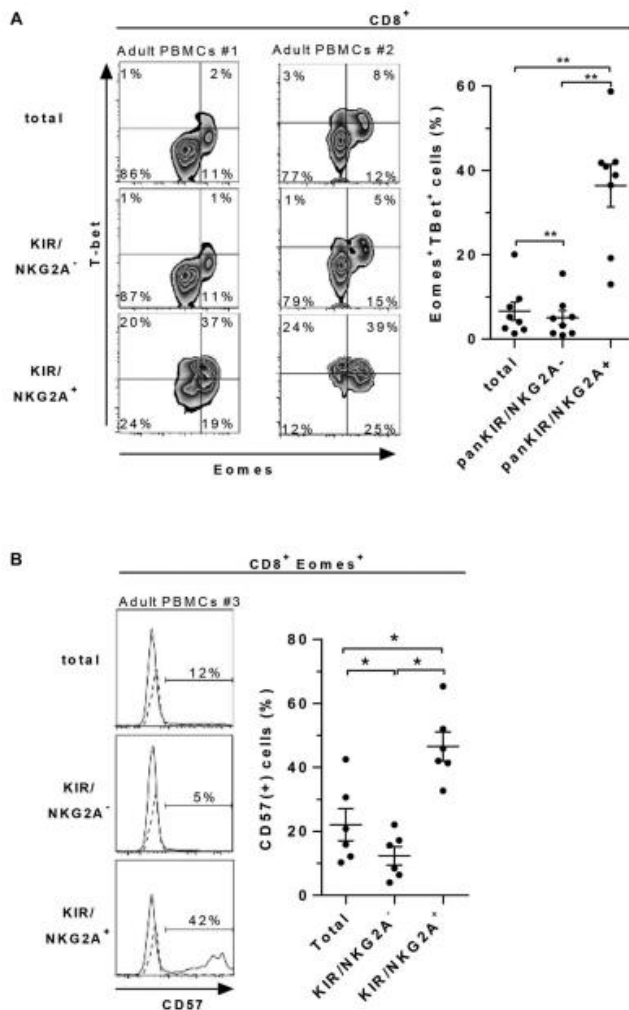 A
CD8+
Adult PBMCs #1
Adult PBMCs #2
total
1% 2%
86% 11%
3% 8%
77% 12%
KIR/
NKG2A-
1% 1%
87% 11%
1% 5%
79% 15%
KIR/
NKG2A+
20% 37%
24% 19%
24% 39%
12% 25%
T-bet
Eomes
Eomes+TBet+ cells (%)
60
40
20
0
**
**
**
total
panKIR/NKG2A-
panKIR/NKG2A+
B
CD8+ Eomes+
Adult PBMCs #3
total
12%
KIR/
NKG2A-
5%
KIR/
NKG2A+
42%
CD57
CD57(+) cells (%)
80
60
40
20
0
*
*
*
Total
KIR/NKG2A-
KIR/NKG2A+